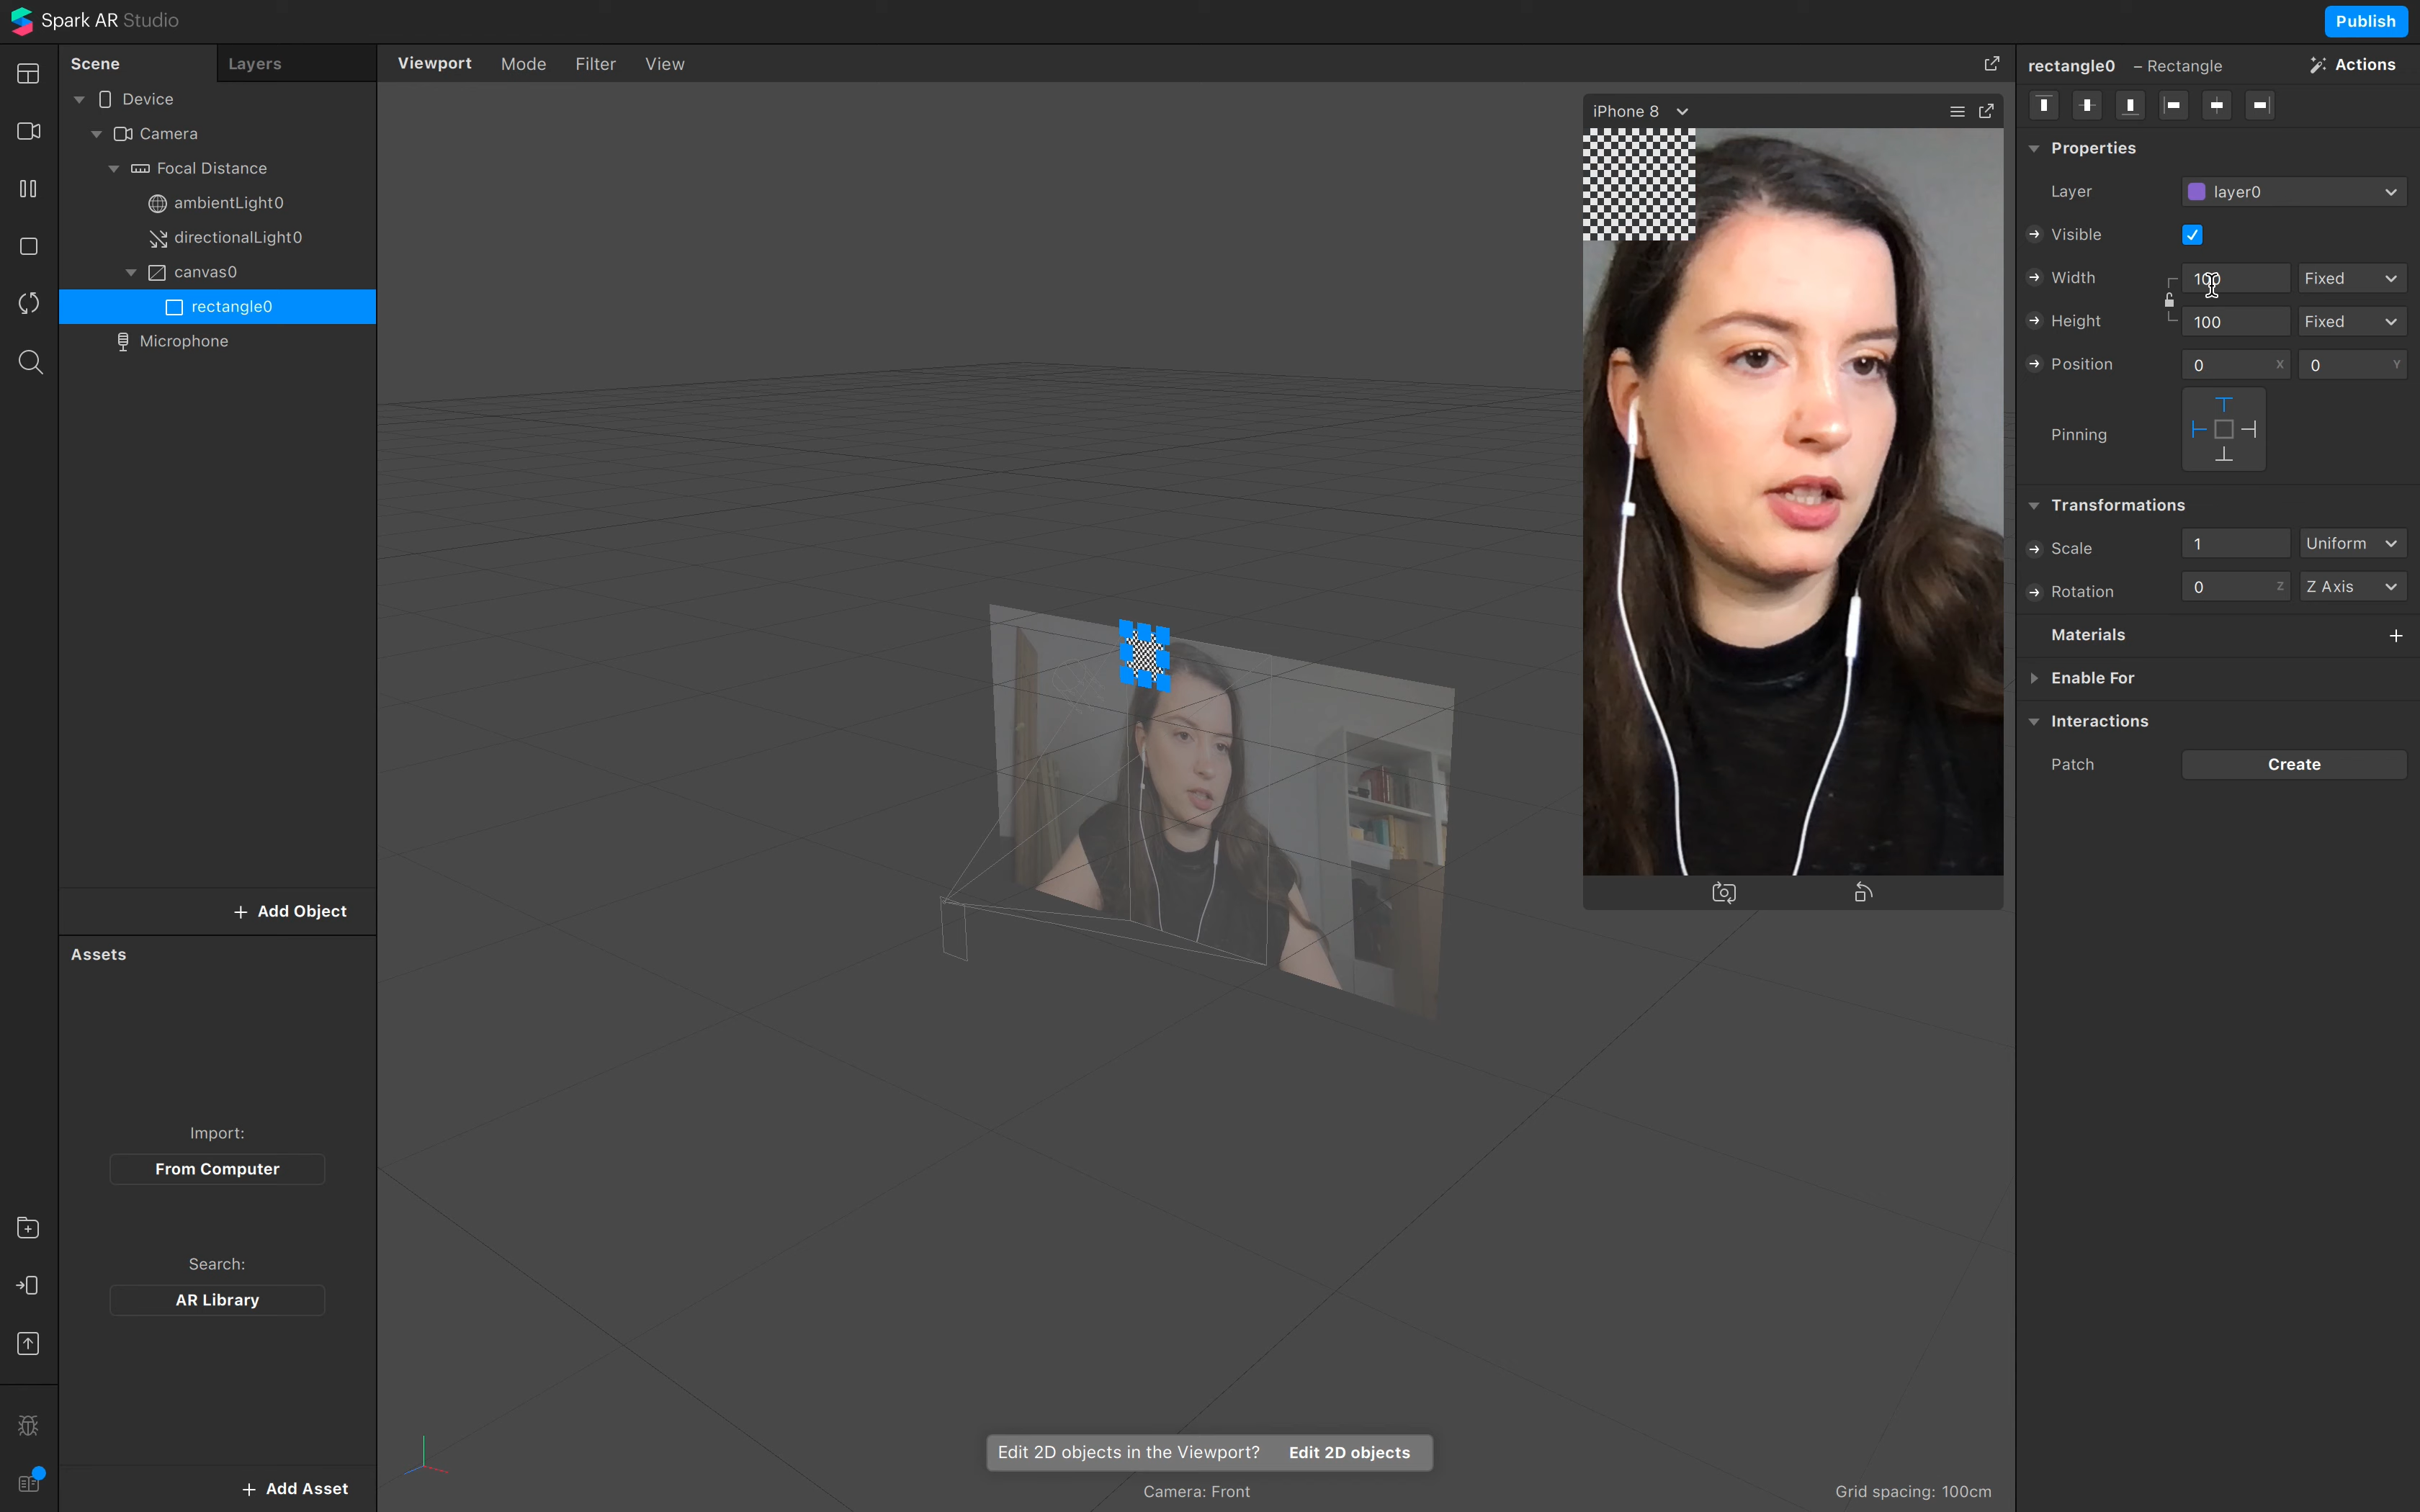 Spark AR Studio
Publish
Scene
Layers
Device
Camera
Focal Distance
ambientLight0
directionalLight0
canvas0
rectangle0
Microphone
+ Add Object
Assets
Import:
From Computer
Search:
AR Library
+ Add Asset
Viewport Mode Filter View
iPhone 8
Edit 2D objects in the Viewport? Edit 2D objects
Camera: Front
Grid spacing: 100cm
rectangle0 – Rectangle
Actions
Properties
Layer layer0
Visible
Width 100 Fixed
Height 100 Fixed
Position 0 X 0 Y
Pinning
Transformations
Scale 1 Uniform
Rotation 0 Z Z Axis
Materials +
Enable For
Interactions
Patch Create